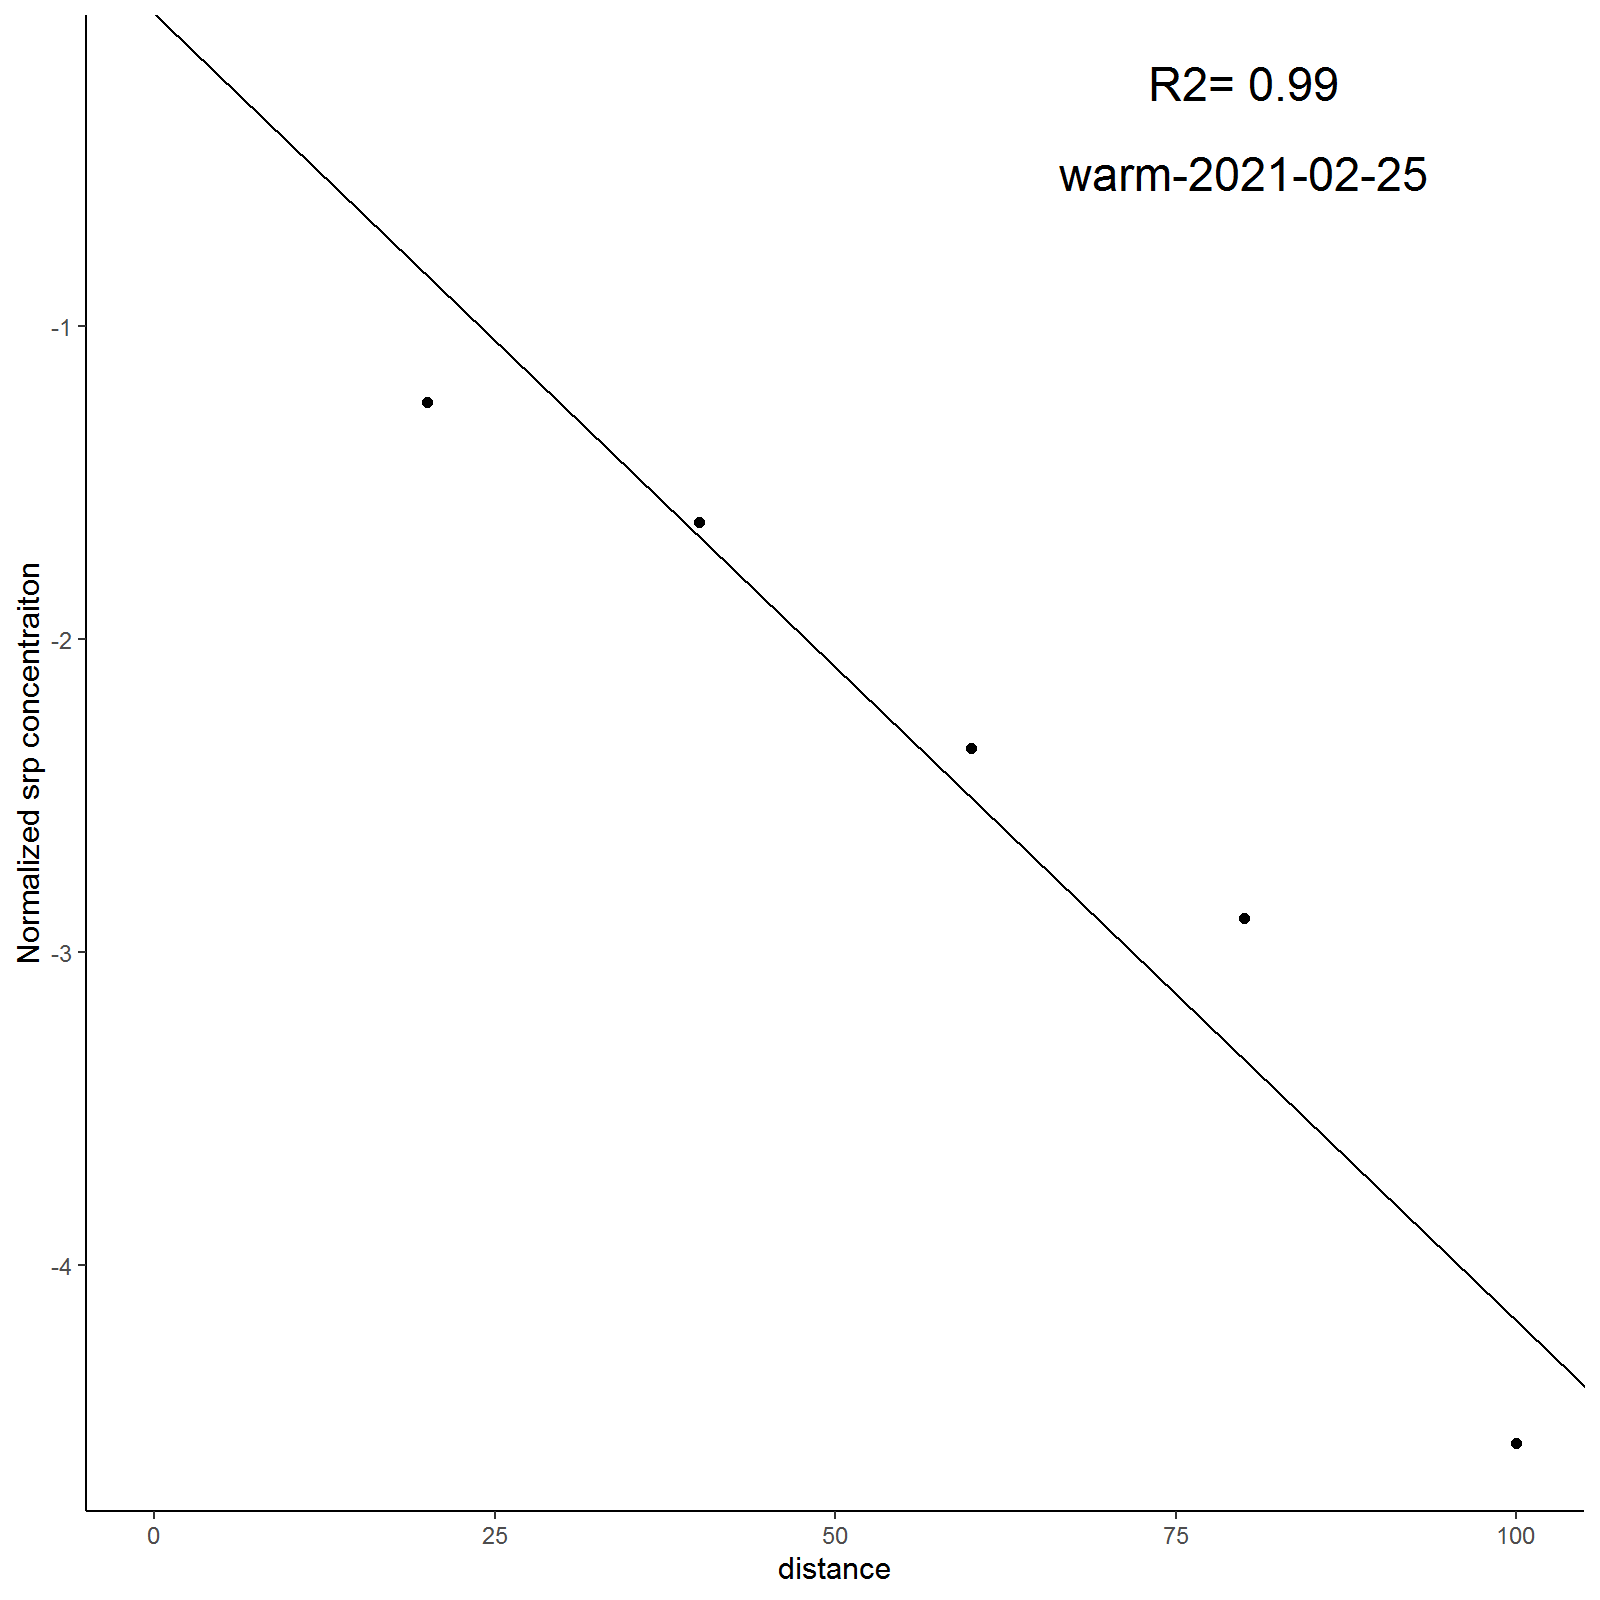 R2= 0.99
warm-2021-02-25
Normalized srp concentraiton
-1
-2
-3
-4
0
25
50
75
100
distance